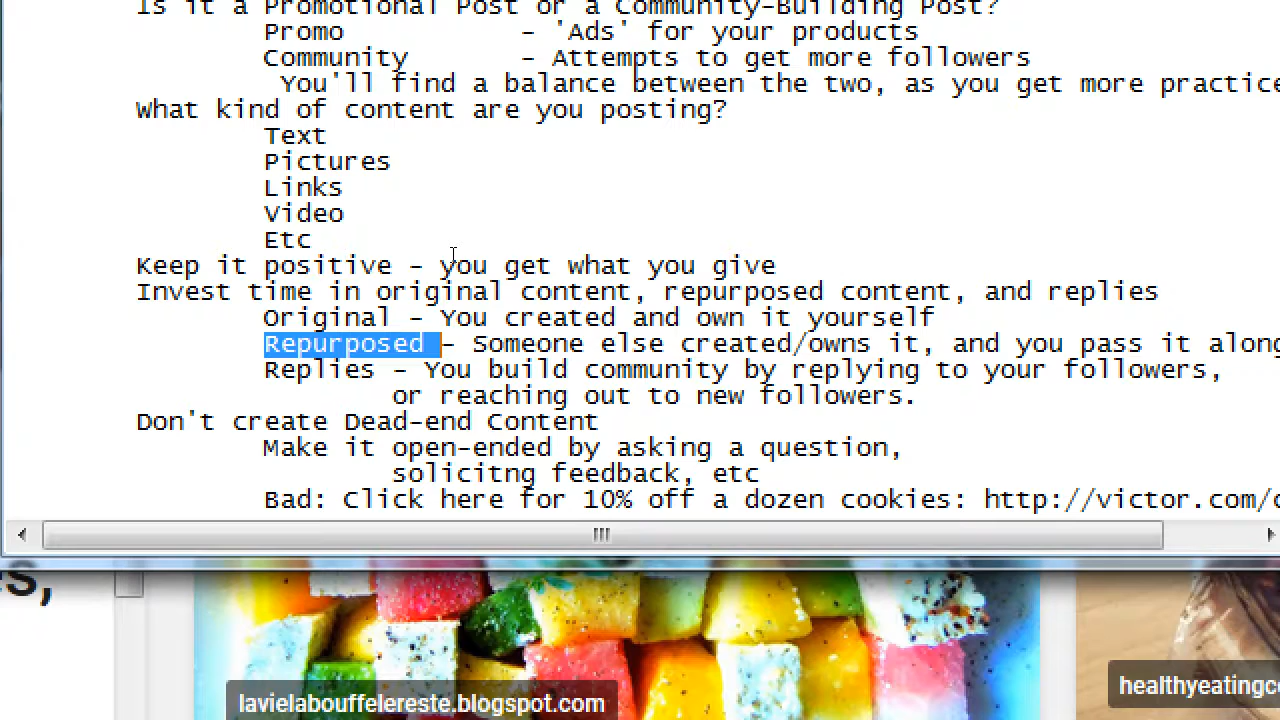 Is it a Promotional Post or a Community-Building Post?
Promo - 'Ads' for your products
Community - Attempts to get more followers
You'll find a balance between the two, as you get more practice
What kind of content are you posting?
Text
Pictures
Links
Video
Etc
Keep it positive - you get what you give
Invest time in original content, repurposed content, and replies
Original - You created and own it yourself
Repurposed - Someone else created/owns it, and you pass it along
Replies - You build community by replying to your followers,
or reaching out to new followers.
Don't create Dead-end Content
Make it open-ended by asking a question,
solicitng feedback, etc
Bad: Click here for 10% off a dozen cookies: http://victor.com/
s,
lavielabouffelereste.blogspot.com
healthyeatingc